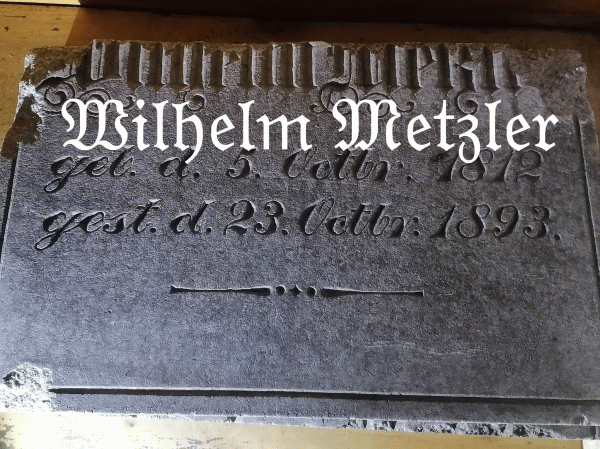 Wilhelm Metzler
geb. d. 5. Octbr. 1812
gest. d. 23. Octbr. 1893.